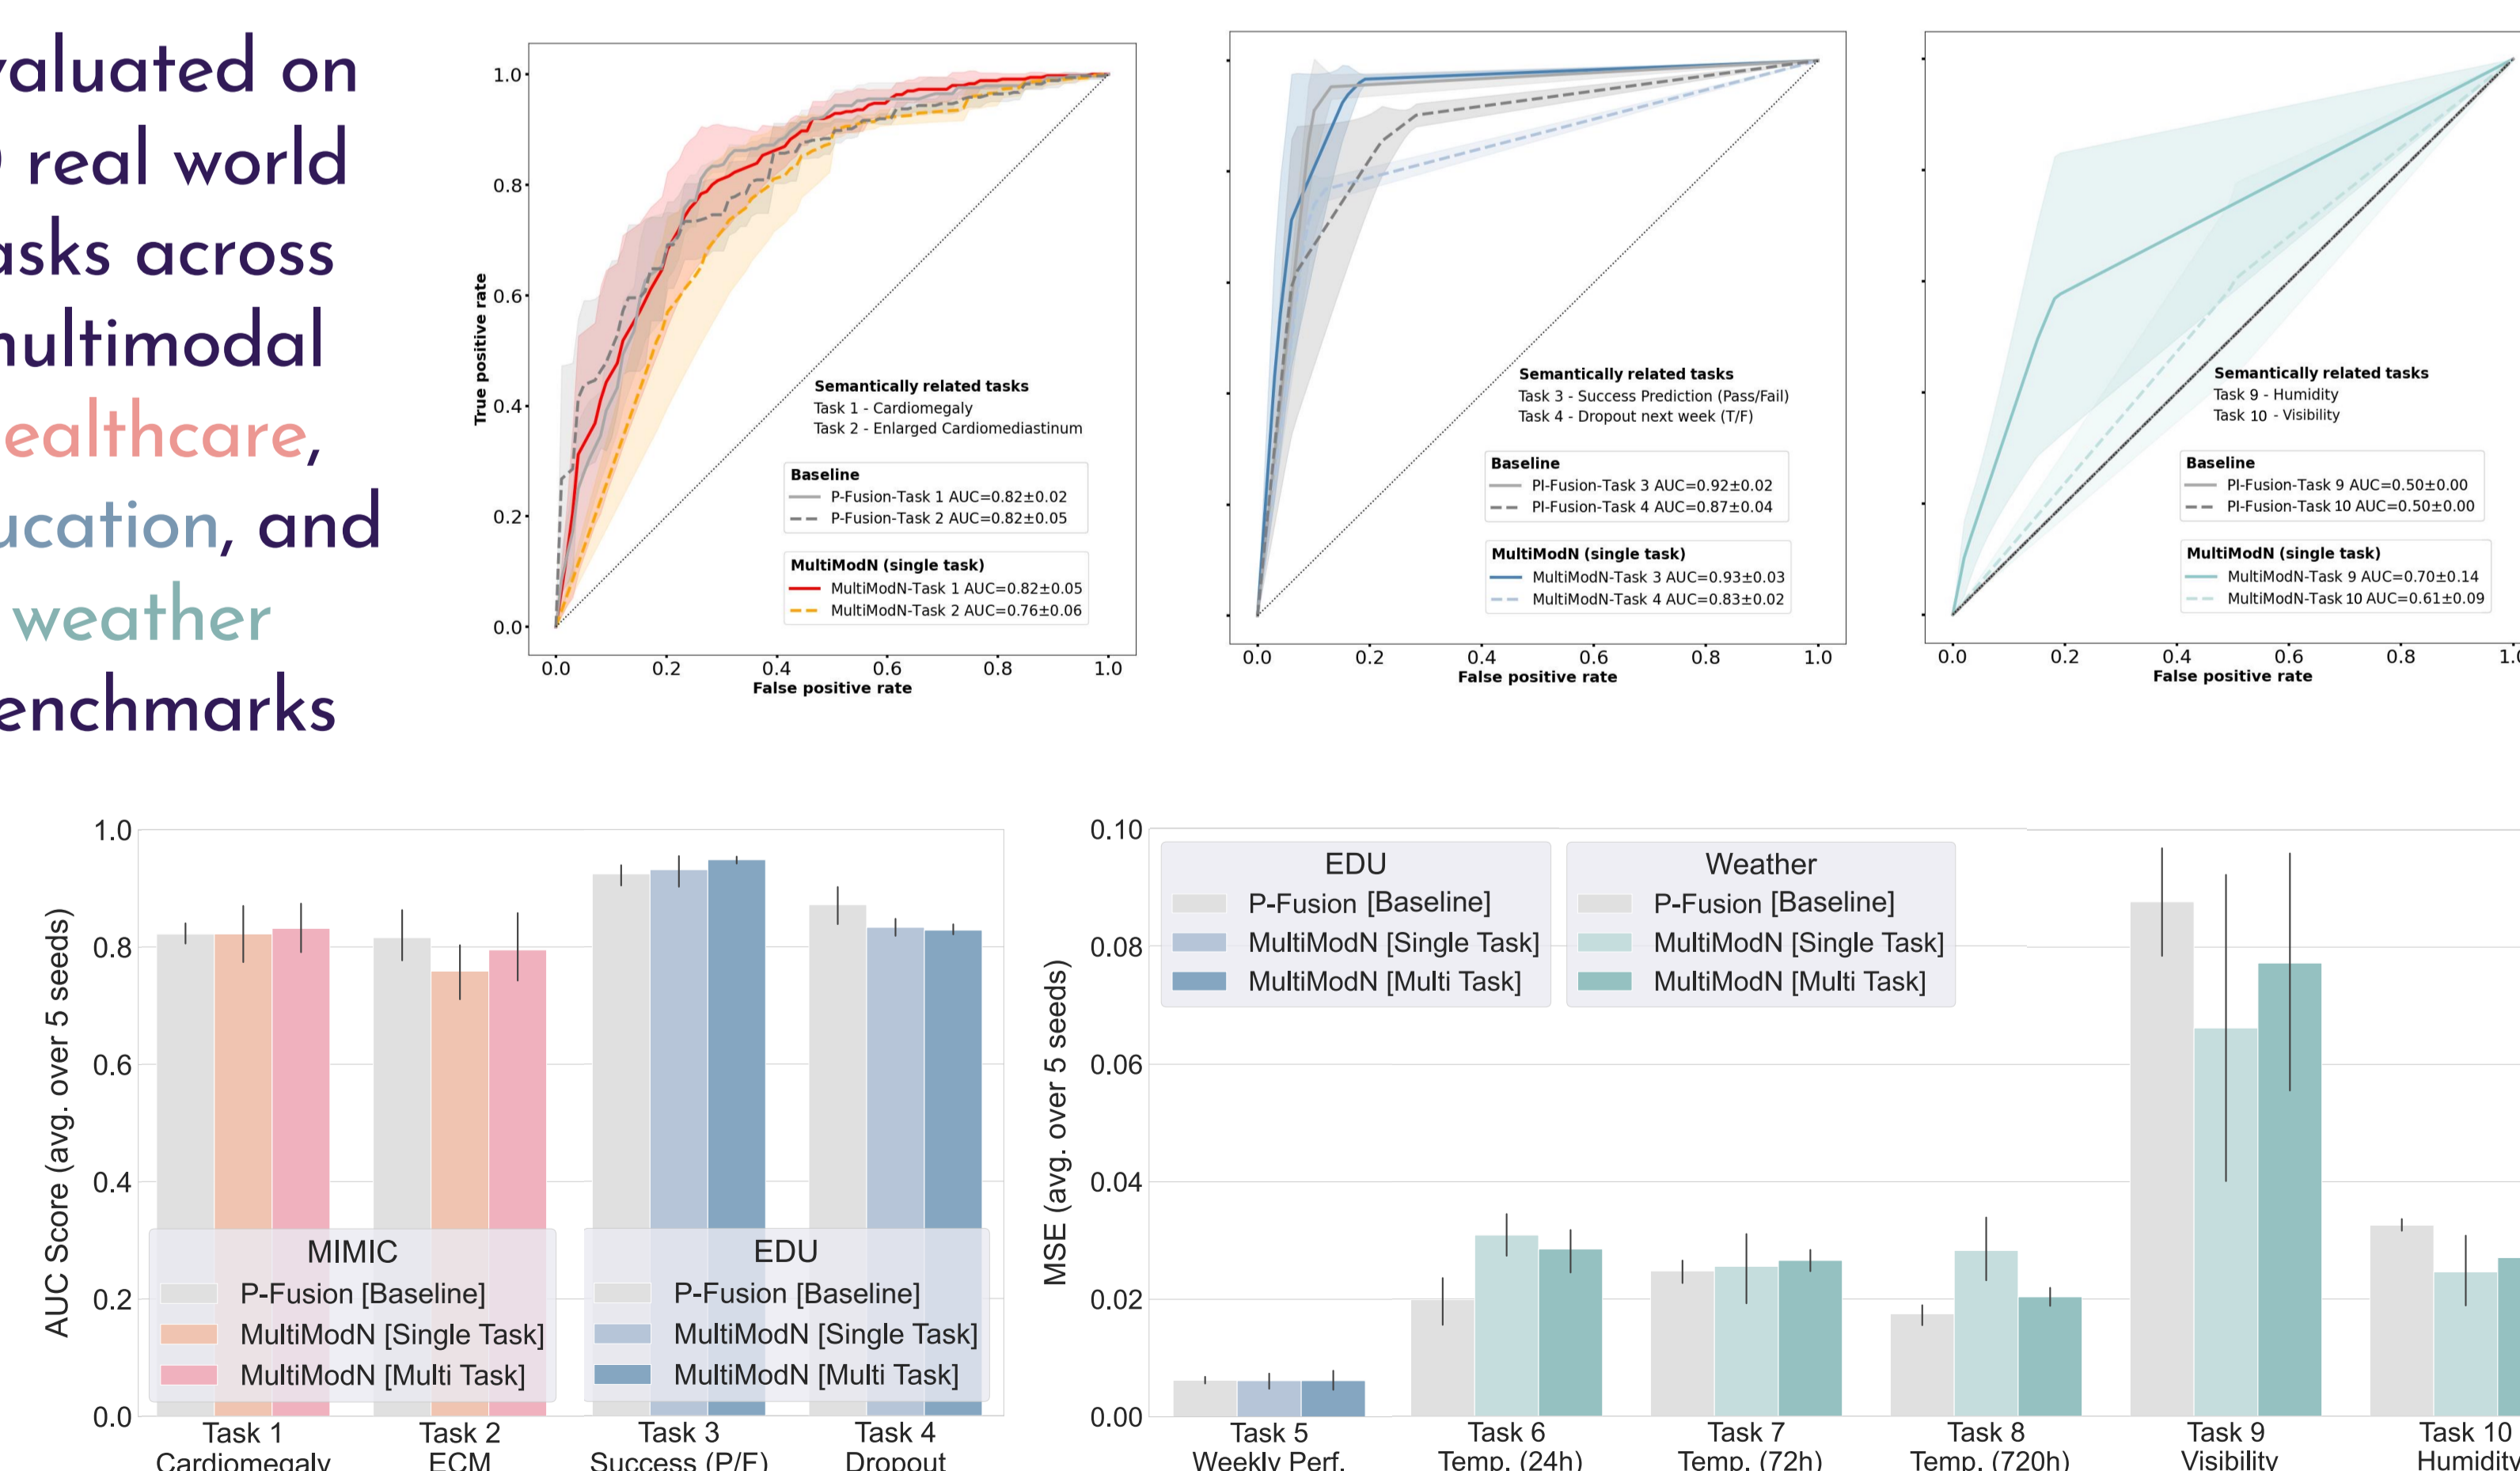 valuated on
real world
asks across
multimodal
ealthcare,
ucation, and
weather
enchmarks
1.0
0.8
0.6
0.4
0.2
0.0
True positive rate
Semantically related tasks
Task 1 - Cardiomegaly
Task 2 - Enlarged Cardiomediastinum
Baseline
P-Fusion-Task 1 AUC=0.82±0.02
P-Fusion-Task 2 AUC=0.82±0.05
MultiModN (single task)
MultiModN-Task 1 AUC=0.82±0.05
MultiModN-Task 2 AUC=0.76±0.06
0.0 0.2 0.4 0.6 0.8 1.0
False positive rate
Semantically related tasks
Task 3 - Success Prediction (Pass/Fail)
Task 4 - Dropout next week (T/F)
Baseline
PI-Fusion-Task 3 AUC=0.92±0.02
PI-Fusion-Task 4 AUC=0.87±0.04
MultiModN (single task)
MultiModN-Task 3 AUC=0.93±0.03
MultiModN-Task 4 AUC=0.83±0.02
0.0 0.2 0.4 0.6 0.8 1.0
False positive rate
Semantically related tasks
Task 9 - Humidity
Task 10 - Visibility
Baseline
PI-Fusion-Task 9 AUC=0.50±0.00
PI-Fusion-Task 10 AUC=0.50±0.00
MultiModN (single task)
MultiModN-Task 9 AUC=0.70±0.14
MultiModN-Task 10 AUC=0.61±0.09
0.0 0.2 0.4 0.6 0.8 1.0
False positive rate
AUC Score (avg. over 5 seeds)
1.0
0.8
0.6
0.4
0.2
0.0
MIMIC
P-Fusion [Baseline]
MultiModN [Single Task]
MultiModN [Multi Task]
EDU
P-Fusion [Baseline]
MultiModN [Single Task]
MultiModN [Multi Task]
Task 1 Task 2 Task 3 Task 4
Cardiomegaly ECM Success (P/F) Dropout
MSE (avg. over 5 seeds)
0.10
0.08
0.06
0.04
0.02
0.00
EDU
P-Fusion [Baseline]
MultiModN [Single Task]
MultiModN [Multi Task]
Weather
P-Fusion [Baseline]
MultiModN [Single Task]
MultiModN [Multi Task]
Task 5 Task 6 Task 7 Task 8 Task 9 Task 10
Weekly Perf. Temp. (24h) Temp. (72h) Temp. (720h) Visibility Humidity